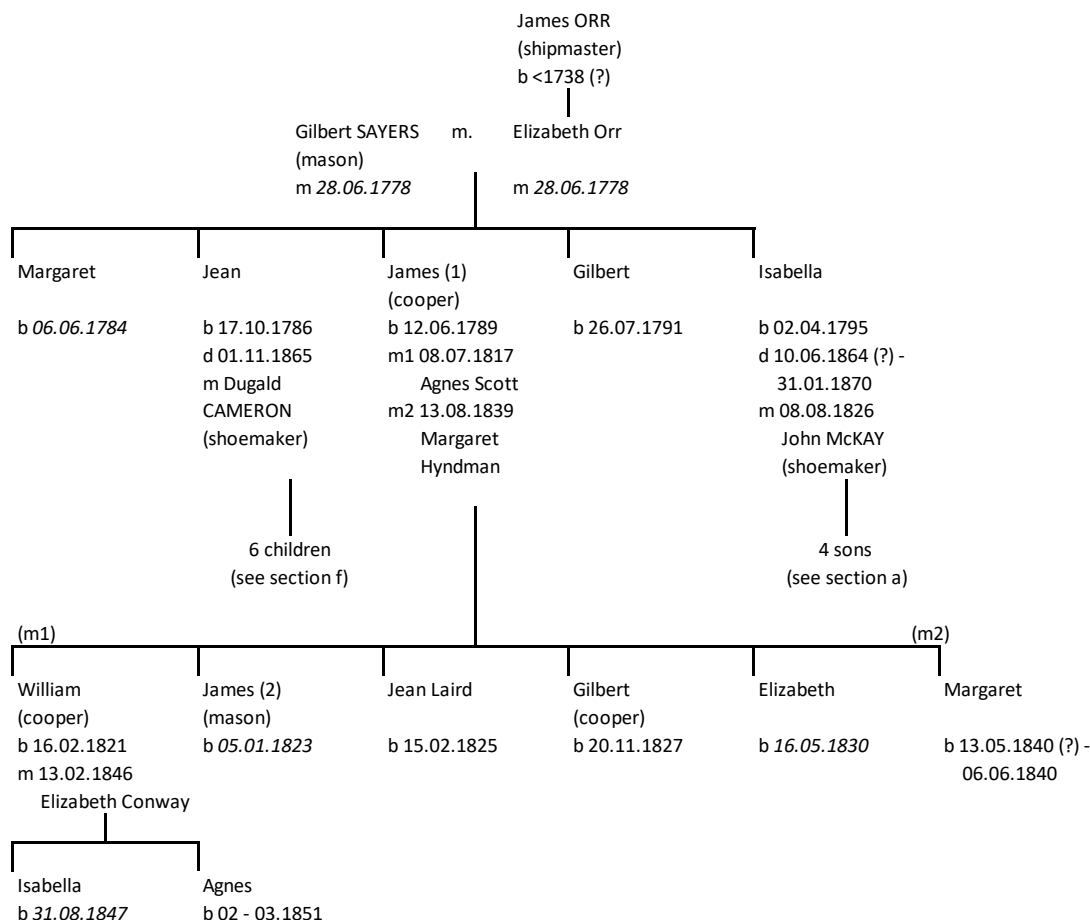 James ORR
(shipmaster)
b <1738 (?)
Gilbert SAYERS m. Elizabeth Orr
(mason)
m 28.06.1778 m 28.06.1778
Margaret Jean James (1) Gilbert Isabella
(cooper)
b 06.06.1784 b 17.10.1786 b 12.06.1789 b 26.07.1791 b 02.04.1795
d 01.11.1865 m1 08.07.1817 d 10.06.1864 (?) -
m Dugald Agnes Scott 31.01.1870
CAMERON m2 13.08.1839 m 08.08.1826
(shoemaker) Margaret John McKAY
Hyndman (shoemaker)
6 children 4 sons
(see section f) (see section a)
(m1) (m2)
William James (2) Jean Laird Gilbert Elizabeth Margaret
(cooper) (mason) (cooper)
b 16.02.1821 b 05.01.1823 b 15.02.1825 b 20.11.1827 b 16.05.1830 b 13.05.1840 (?) -
m 13.02.1846 06.06.1840
Elizabeth Conway
Isabella Agnes
b 31.08.1847 b 02 - 03.1851